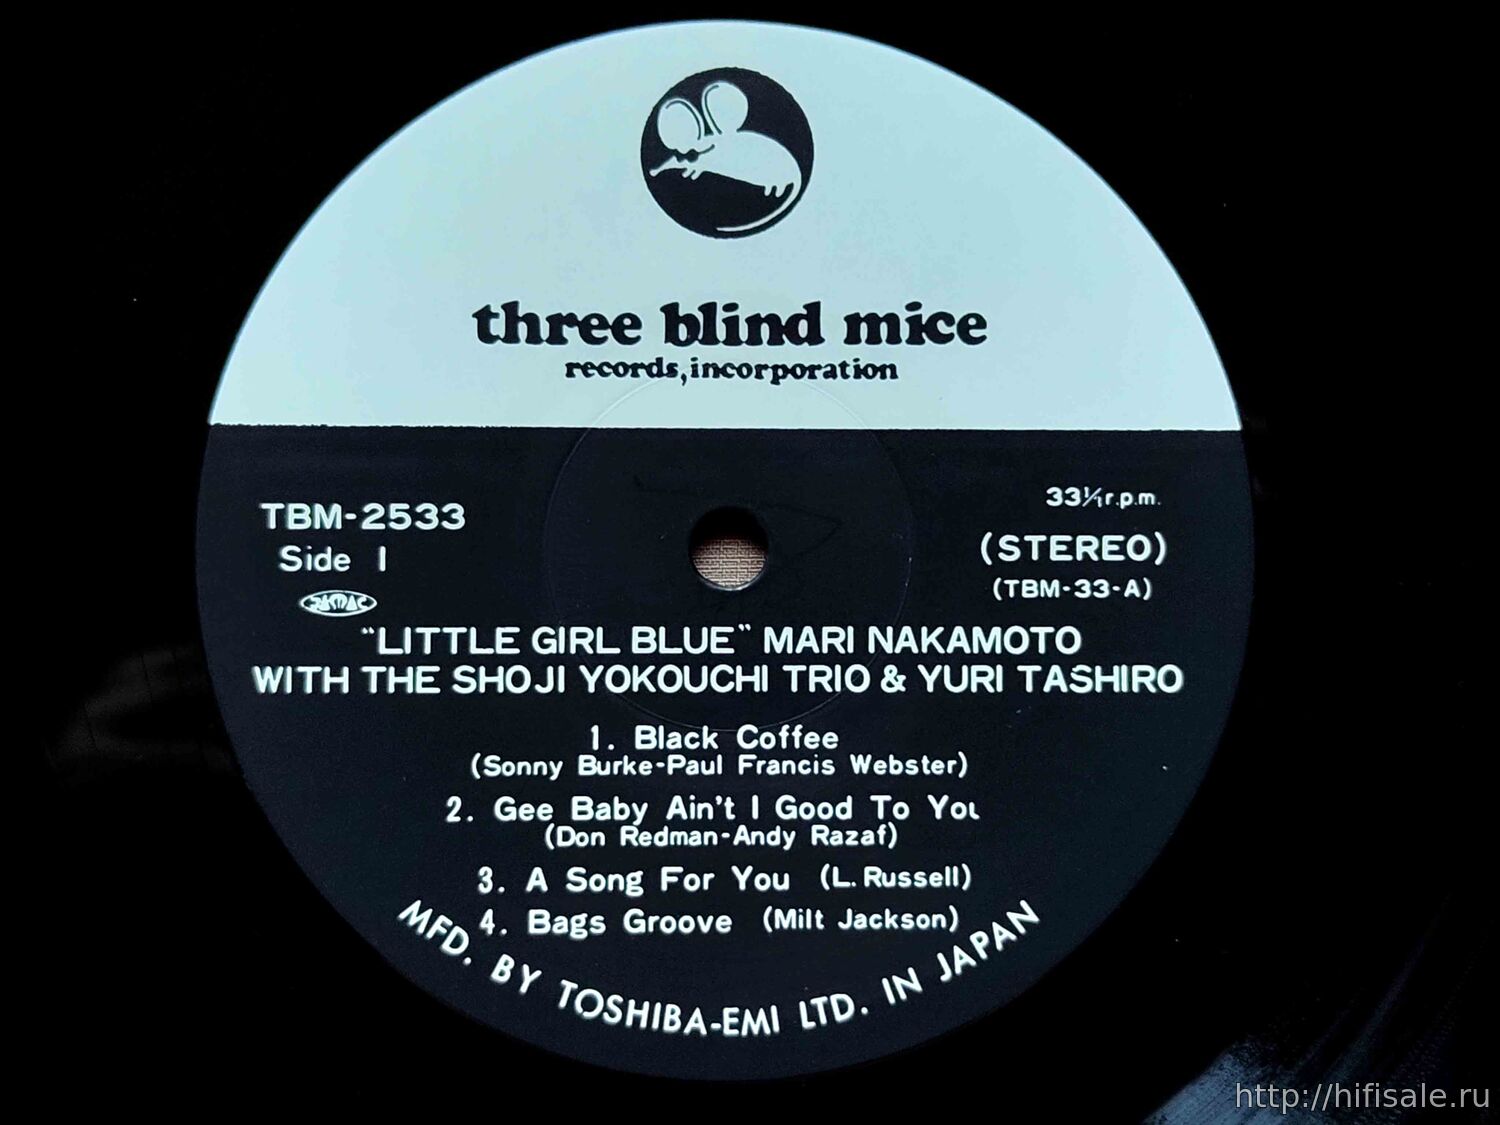 three blind mice
records, incorporation
TBM-2533
33⅓ r.p.m.
Side 1
(STEREO)
(TBM-33-A)
JASRAC
"LITTLE GIRL BLUE" MARI NAKAMOTO
WITH THE SHOJI YOKOUCHI TRIO & YURI TASHIRO
1. Black Coffee
(Sonny Burke-Paul Francis Webster)
2. Gee Baby Ain't I Good To You
(Don Redman-Andy Razaf)
3. A Song For You (L. Russell)
4. Bags Groove (Milt Jackson)
MFD. BY TOSHIBA-EMI LTD. IN JAPAN
http://hifisale.ru